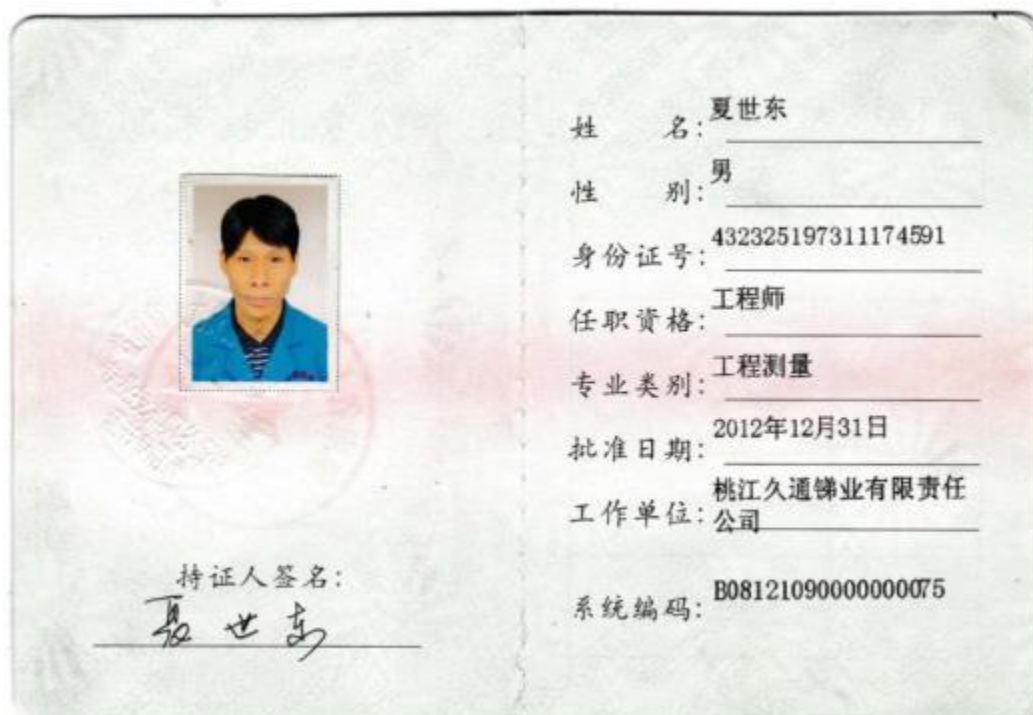 持证人签名:
夏世东
姓 名: 夏世东
性 别: 男
身份证号: 432325197311174591
任职资格: 工程师
专业类别: 工程测量
批准日期: 2012年12月31日
工作单位: 桃江久通锑业有限责任
公司
系统编码: B08121090000000075